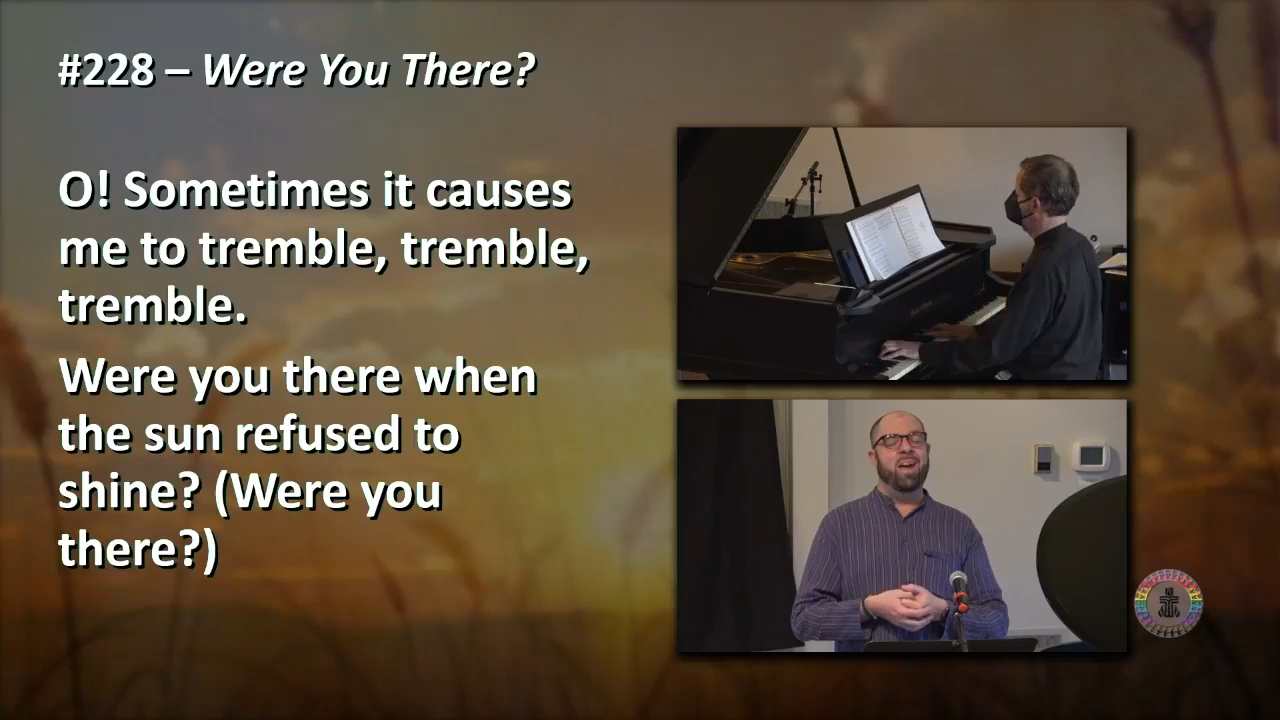 #228 – Were You There?
O! Sometimes it causes
me to tremble, tremble,
tremble.
Were you there when
the sun refused to
shine? (Were you
there?)